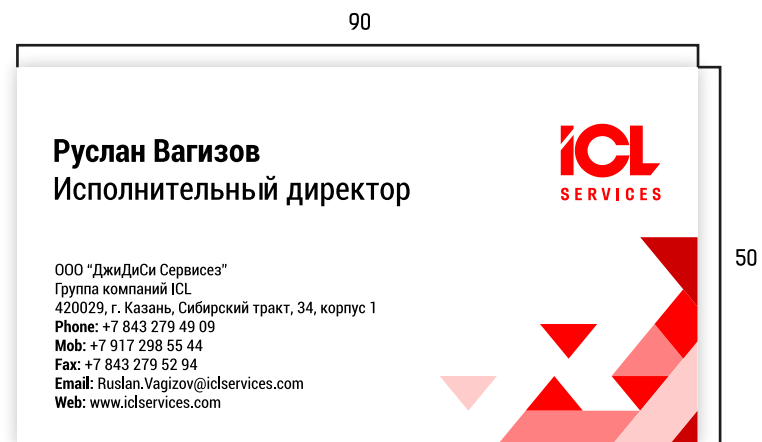 90
Руслан Вагизов
Исполнительный директор
ICL
SERVICES
50
ООО “ДжиДиСи Сервисез”
Группа компаний ICL
420029, г. Казань, Сибирский тракт, 34, корпус 1
Phone: +7 843 279 49 09
Mob: +7 917 298 55 44
Fax: +7 843 279 52 94
Email: Ruslan.Vagizov@iclservices.com
Web: www.iclservices.com